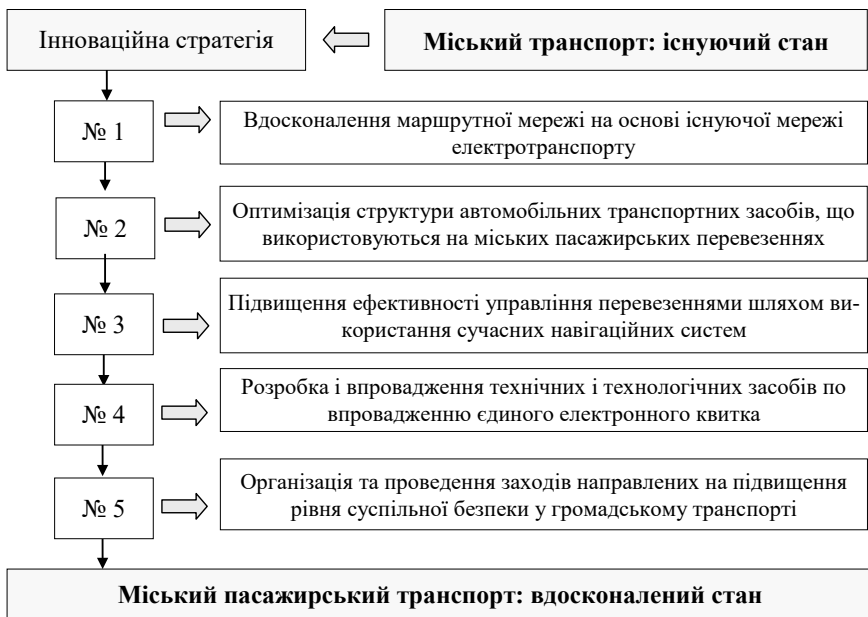 Інноваційна стратегія
Міський транспорт: існуючий стан
№ 1
Вдосконалення маршрутної мережі на основі існуючої мережі
електротранспорту
№ 2
Оптимізація структури автомобільних транспортних засобів, що
використовуються на міських пасажирських перевезеннях
№ 3
Підвищення ефективності управління перевезеннями шляхом ви-
користання сучасних навігаційних систем
№ 4
Розробка і впровадження технічних і технологічних засобів по
впровадженню єдиного електронного квитка
№ 5
Організація та проведення заходів направлених на підвищення
рівня суспільної безпеки у громадському транспорті
Міський пасажирський транспорт: вдосконалений стан